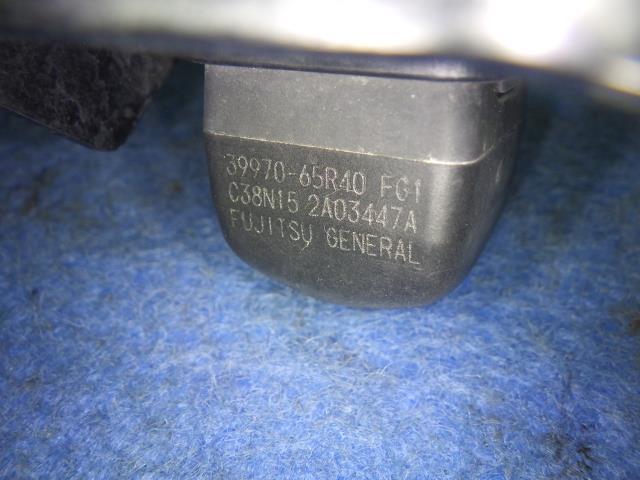 39970-65R40 FG1
C38N15 2A03447A
FUJITSU GENERAL